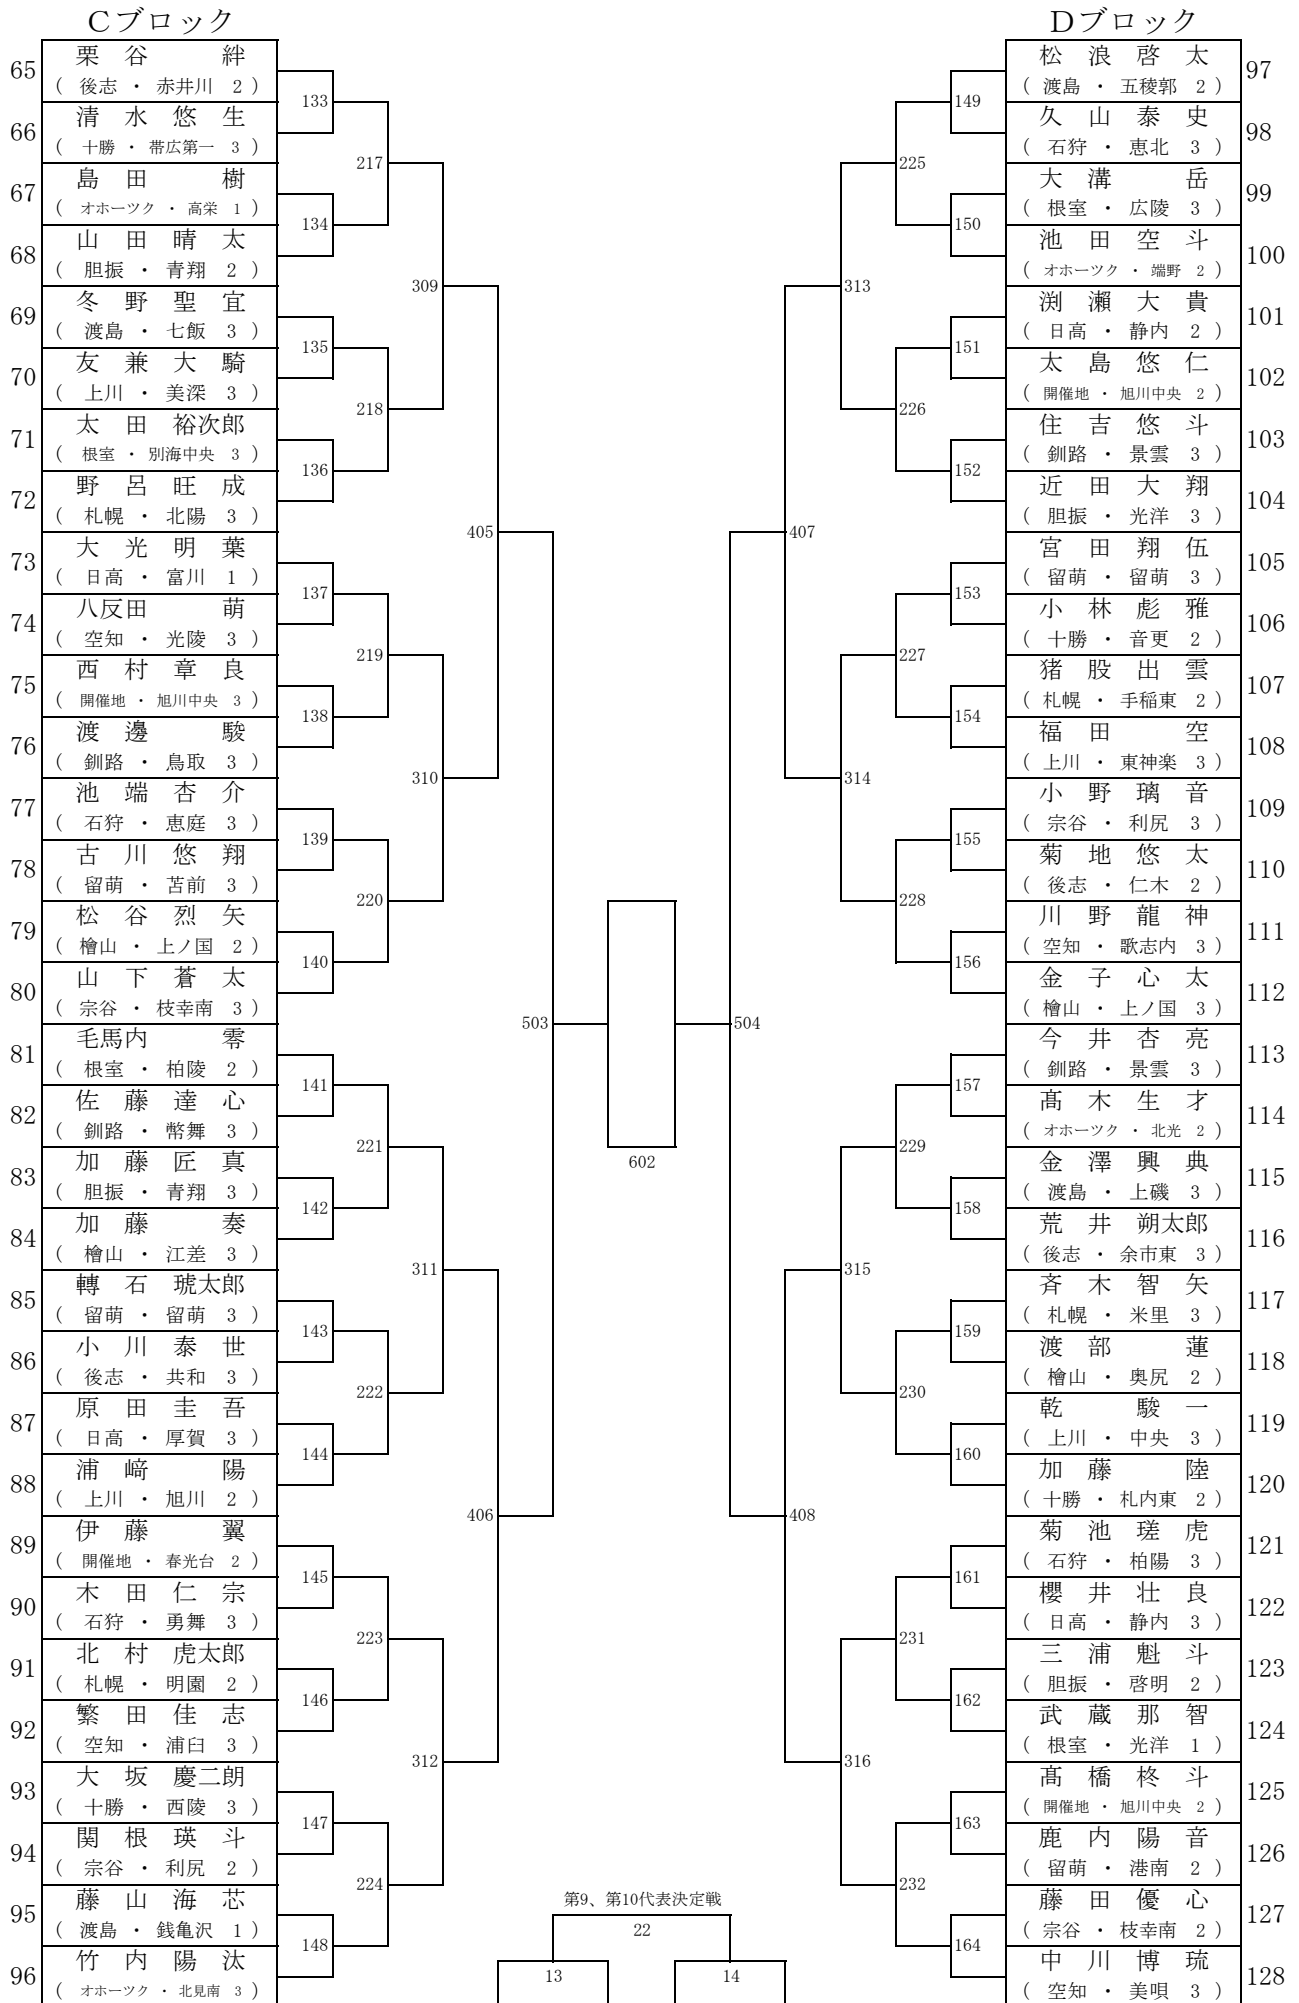 Cブロック
65 栗谷 絆
( 後志 ・ 赤井川 2 )
66 清水悠生
( 十勝 ・ 帯広第一 3 )
67 島田 樹
( オホーツク ・ 高栄 1 )
68 山田晴太
( 胆振 ・ 青翔 2 )
69 冬野聖宜
( 渡島 ・ 七飯 3 )
70 友兼大騎
( 上川 ・ 美深 3 )
71 太田 裕次郎
( 根室 ・ 別海中央 3 )
72 野呂旺成
( 札幌 ・ 北陽 3 )
73 大光明葉
( 日高 ・ 富川 1 )
74 八反田 萌
( 空知 ・ 光陵 3 )
75 西村章良
( 開催地 ・ 旭川中央 3 )
76 渡邊 駿
( 釧路 ・ 鳥取 3 )
77 池端杏介
( 石狩 ・ 恵庭 3 )
78 古川悠翔
( 留萌 ・ 苫前 3 )
79 松谷烈矢
( 檜山 ・ 上ノ国 2 )
80 山下蒼太
( 宗谷 ・ 枝幸南 3 )
81 毛馬内 零
( 根室 ・ 柏陵 2 )
82 佐藤達心
( 釧路 ・ 幣舞 3 )
83 加藤匠真
( 胆振 ・ 青翔 3 )
84 加藤 奏
( 檜山 ・ 江差 3 )
85 轉石 琥太郎
( 留萌 ・ 留萌 3 )
86 小川泰世
( 後志 ・ 共和 3 )
87 原田圭吾
( 日高 ・ 厚賀 3 )
88 浦﨑 陽
( 上川 ・ 旭川 2 )
89 伊藤 翼
( 開催地 ・ 春光台 2 )
90 木田仁宗
( 石狩 ・ 勇舞 3 )
91 北村 虎太郎
( 札幌 ・ 明園 2 )
92 繁田佳志
( 空知 ・ 浦臼 3 )
93 大坂 慶二朗
( 十勝 ・ 西陵 3 )
94 関根瑛斗
( 宗谷 ・ 利尻 2 )
95 藤山海芯
( 渡島 ・ 銭亀沢 1 )
96 竹内陽汰
( オホーツク ・ 北見南 3 )
133
134
135
136
137
138
139
140
141
142
143
144
145
146
147
148
217
218
219
220
221
222
223
224
309
310
311
312
405
406
503
602
第9、第10代表決定戦
22
13
14
504
407
408
313
314
315
316
225
226
227
228
229
230
231
232
149
150
151
152
153
154
155
156
157
158
159
160
161
162
163
164
Dブロック
松浪啓太 97
( 渡島 ・ 五稜郭 2 )
久山泰史 98
( 石狩 ・ 恵北 3 )
大溝 岳 99
( 根室 ・ 広陵 3 )
池田空斗 100
( オホーツク ・ 端野 2 )
渕瀬大貴 101
( 日高 ・ 静内 2 )
太島悠仁 102
( 開催地 ・ 旭川中央 2 )
住吉悠斗 103
( 釧路 ・ 景雲 3 )
近田大翔 104
( 胆振 ・ 光洋 3 )
宮田翔伍 105
( 留萌 ・ 留萌 3 )
小林彪雅 106
( 十勝 ・ 音更 2 )
猪股出雲 107
( 札幌 ・ 手稲東 2 )
福田 空 108
( 上川 ・ 東神楽 3 )
小野璃音 109
( 宗谷 ・ 利尻 3 )
菊地悠太 110
( 後志 ・ 仁木 2 )
川野龍神 111
( 空知 ・ 歌志内 3 )
金子心太 112
( 檜山 ・ 上ノ国 3 )
今井杏亮 113
( 釧路 ・ 景雲 3 )
髙木生才 114
( オホーツク ・ 北光 2 )
金澤興典 115
( 渡島 ・ 上磯 3 )
荒井 朔太郎 116
( 後志 ・ 余市東 3 )
斉木智矢 117
( 札幌 ・ 米里 3 )
渡部 蓮 118
( 檜山 ・ 奥尻 2 )
乾 駿一 119
( 上川 ・ 中央 3 )
加藤 陸 120
( 十勝 ・ 札内東 2 )
菊池瑳虎 121
( 石狩 ・ 柏陽 3 )
櫻井壮良 122
( 日高 ・ 静内 3 )
三浦魁斗 123
( 胆振 ・ 啓明 2 )
武蔵那智 124
( 根室 ・ 光洋 1 )
髙橋柊斗 125
( 開催地 ・ 旭川中央 2 )
鹿内陽音 126
( 留萌 ・ 港南 2 )
藤田優心 127
( 宗谷 ・ 枝幸南 2 )
中川博琉 128
( 空知 ・ 美唄 3 )